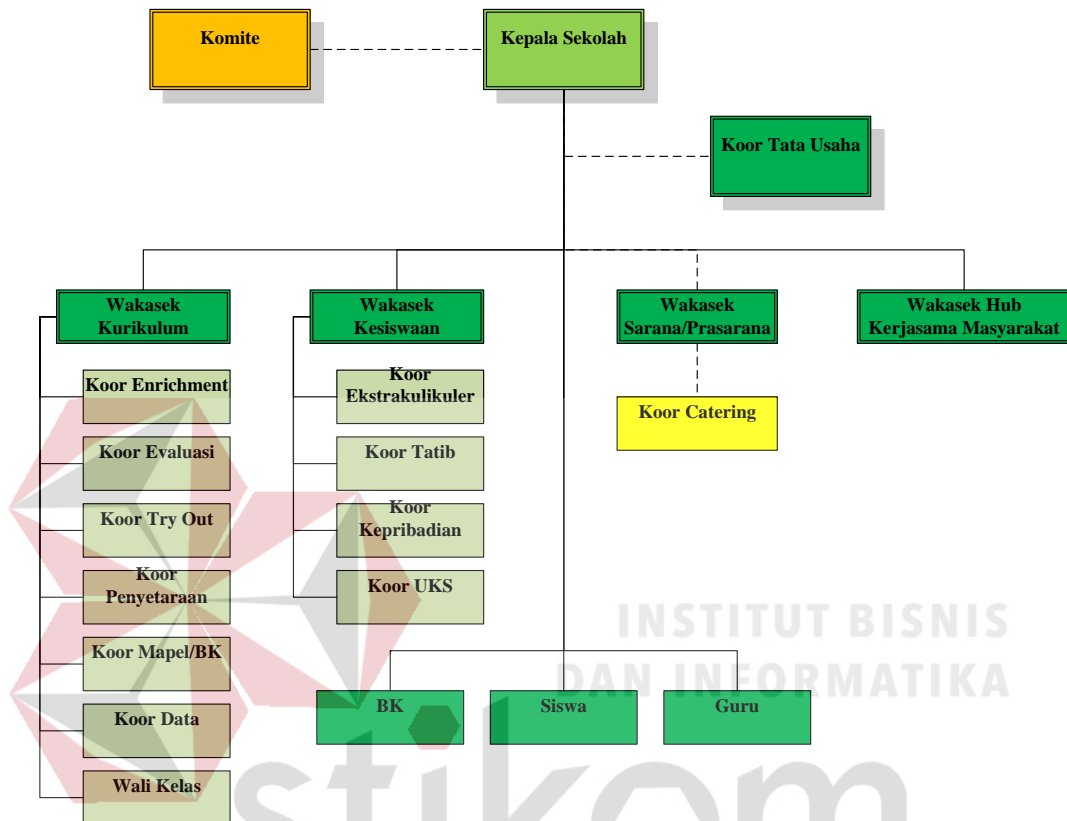 Komite
Kepala Sekolah
Koor Tata Usaha
Wakasek
Kurikulum
Wakasek
Kesiswaan
Wakasek
Sarana/Prasarana
Wakasek Hub
Kerjasama Masyarakat
Koor Enrichment
Koor Evaluasi
Koor Try Out
Koor
Penyetaraan
Koor Mapel/BK
Koor Data
Wali Kelas
Koor
Ekstrakulikuler
Koor Tatib
Koor
Kepribadian
Koor UKS
Koor Catering
BK
Siswa
Guru
INSTITUT BISNIS
DAN INFORMATIKA
stikom